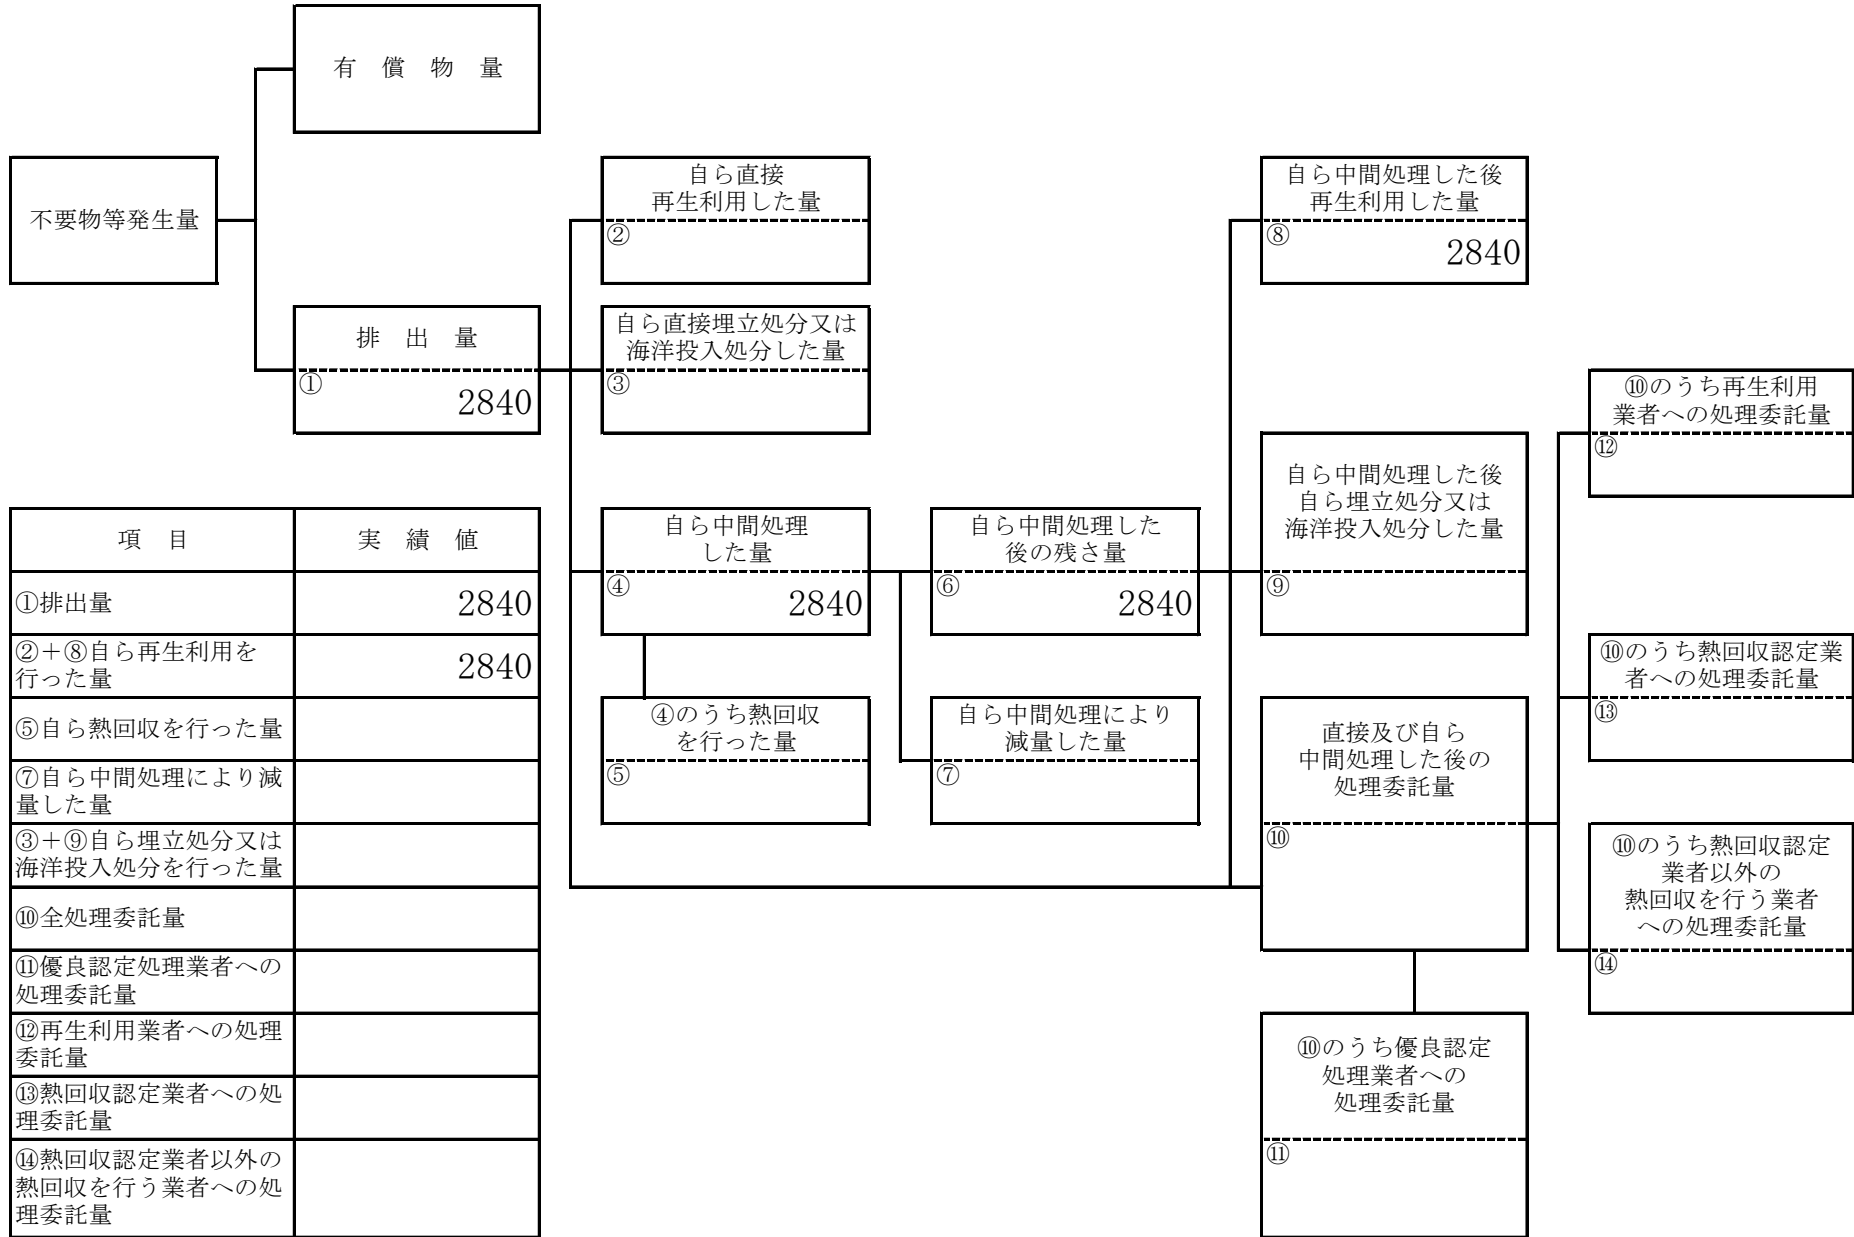 有 償 物 量
不要物等発生量
排 出 量
①
2840
自ら直接
再生利用した量
②
自ら直接埋立処分又は
海洋投入処分した量
③
自ら中間処理
した量
④
2840
④のうち熱回収
を行った量
⑤
自ら中間処理した
後の残さ量
⑥
2840
自ら中間処理により
減量した量
⑦
自ら中間処理した後
再生利用した量
⑧
2840
自ら中間処理した後
自ら埋立処分又は
海洋投入処分した量
⑨
直接及び自ら
中間処理した後の
処理委託量
⑩
⑩のうち優良認定
処理業者への
処理委託量
⑪
⑩のうち再生利用
業者への処理委託量
⑫
⑩のうち熱回収認定業
者への処理委託量
⑬
⑩のうち熱回収認定
業者以外の
熱回収を行う業者
への処理委託量
⑭
項 目
実 績 値
①排出量
2840
②+⑧自ら再生利用を
行った量
2840
⑤自ら熱回収を行った量
⑦自ら中間処理により減
量した量
③+⑨自ら埋立処分又は
海洋投入処分を行った量
⑩全処理委託量
⑪優良認定処理業者への
処理委託量
⑫再生利用業者への処理
委託量
⑬熱回収認定業者への処
理委託量
⑭熱回収認定業者以外の
熱回収を行う業者への処
理委託量